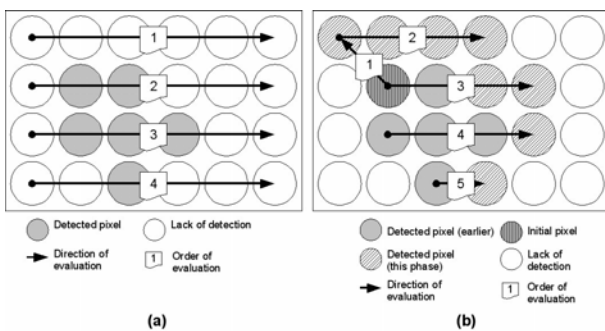 1
2
3
4
Detected pixel
Lack of detection
Direction of
evaluation
1
Order of
evaluation
(a)
2
1
3
4
5
Detected pixel (earlier)
Initial pixel
Detected pixel
(this phase)
Lack of
detection
Direction of
evaluation
1
Order of
evaluation
(b)